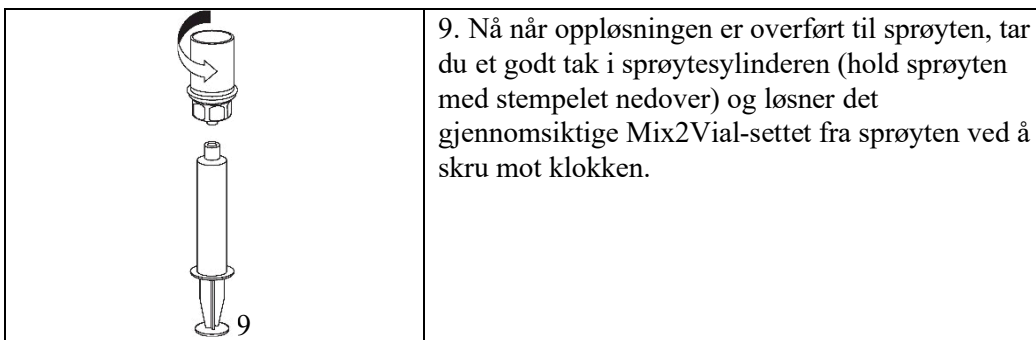 9. Nå når oppløsningen er overført til sprøyten, tar
du et godt tak i sprøytesylinderen (hold sprøyten
med stempelet nedover) og løsner det
gjennomsiktige Mix2Vial-settet fra sprøyten ved å
skru mot klokken.
9